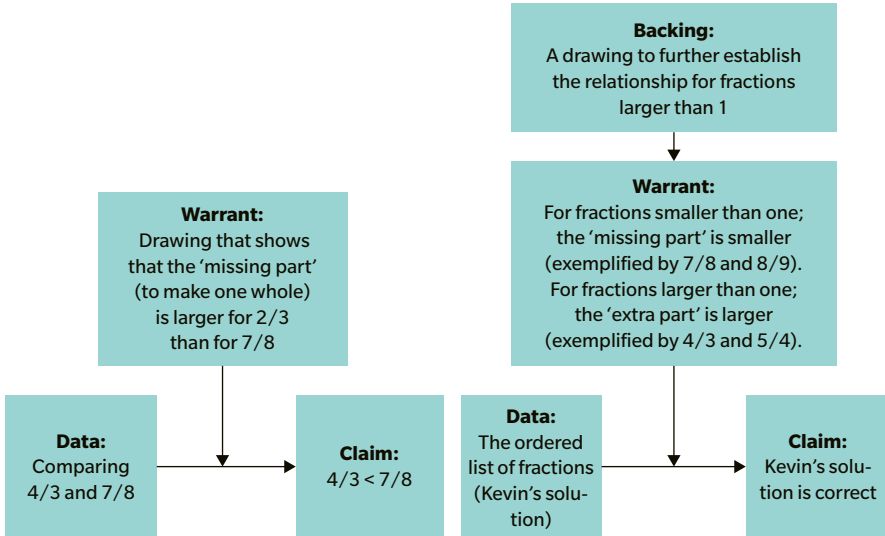 Warrant:
Drawing that shows
that the ‘missing part’
(to make one whole)
is larger for 2/3
than for 7/8
Data:
Comparing
4/3 and 7/8
Claim:
4/3 < 7/8
Backing:
A drawing to further establish
the relationship for fractions
larger than 1
Warrant:
For fractions smaller than one;
the ‘missing part’ is smaller
(exemplified by 7/8 and 8/9).
For fractions larger than one;
the ‘extra part’ is larger
(exemplified by 4/3 and 5/4).
Data:
The ordered
list of fractions
(Kevin’s solu-
tion)
Claim:
Kevin’s solu-
tion is correct